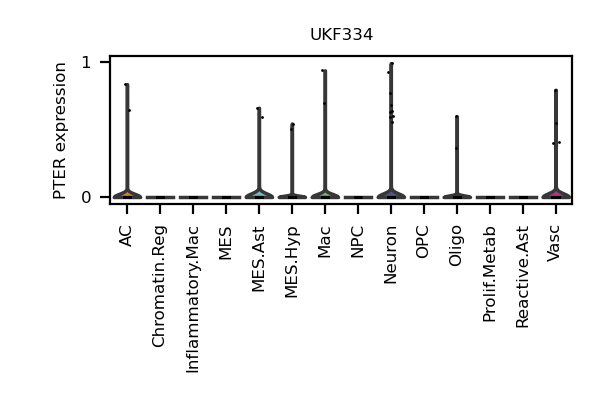 UKF334
PTER expression
1
0
AC
Chromatin.Reg
Inflammatory.Mac
MES
MES.Ast
MES.Hyp
Mac
NPC
Neuron
OPC
Oligo
Prolif.Metab
Reactive.Ast
Vasc